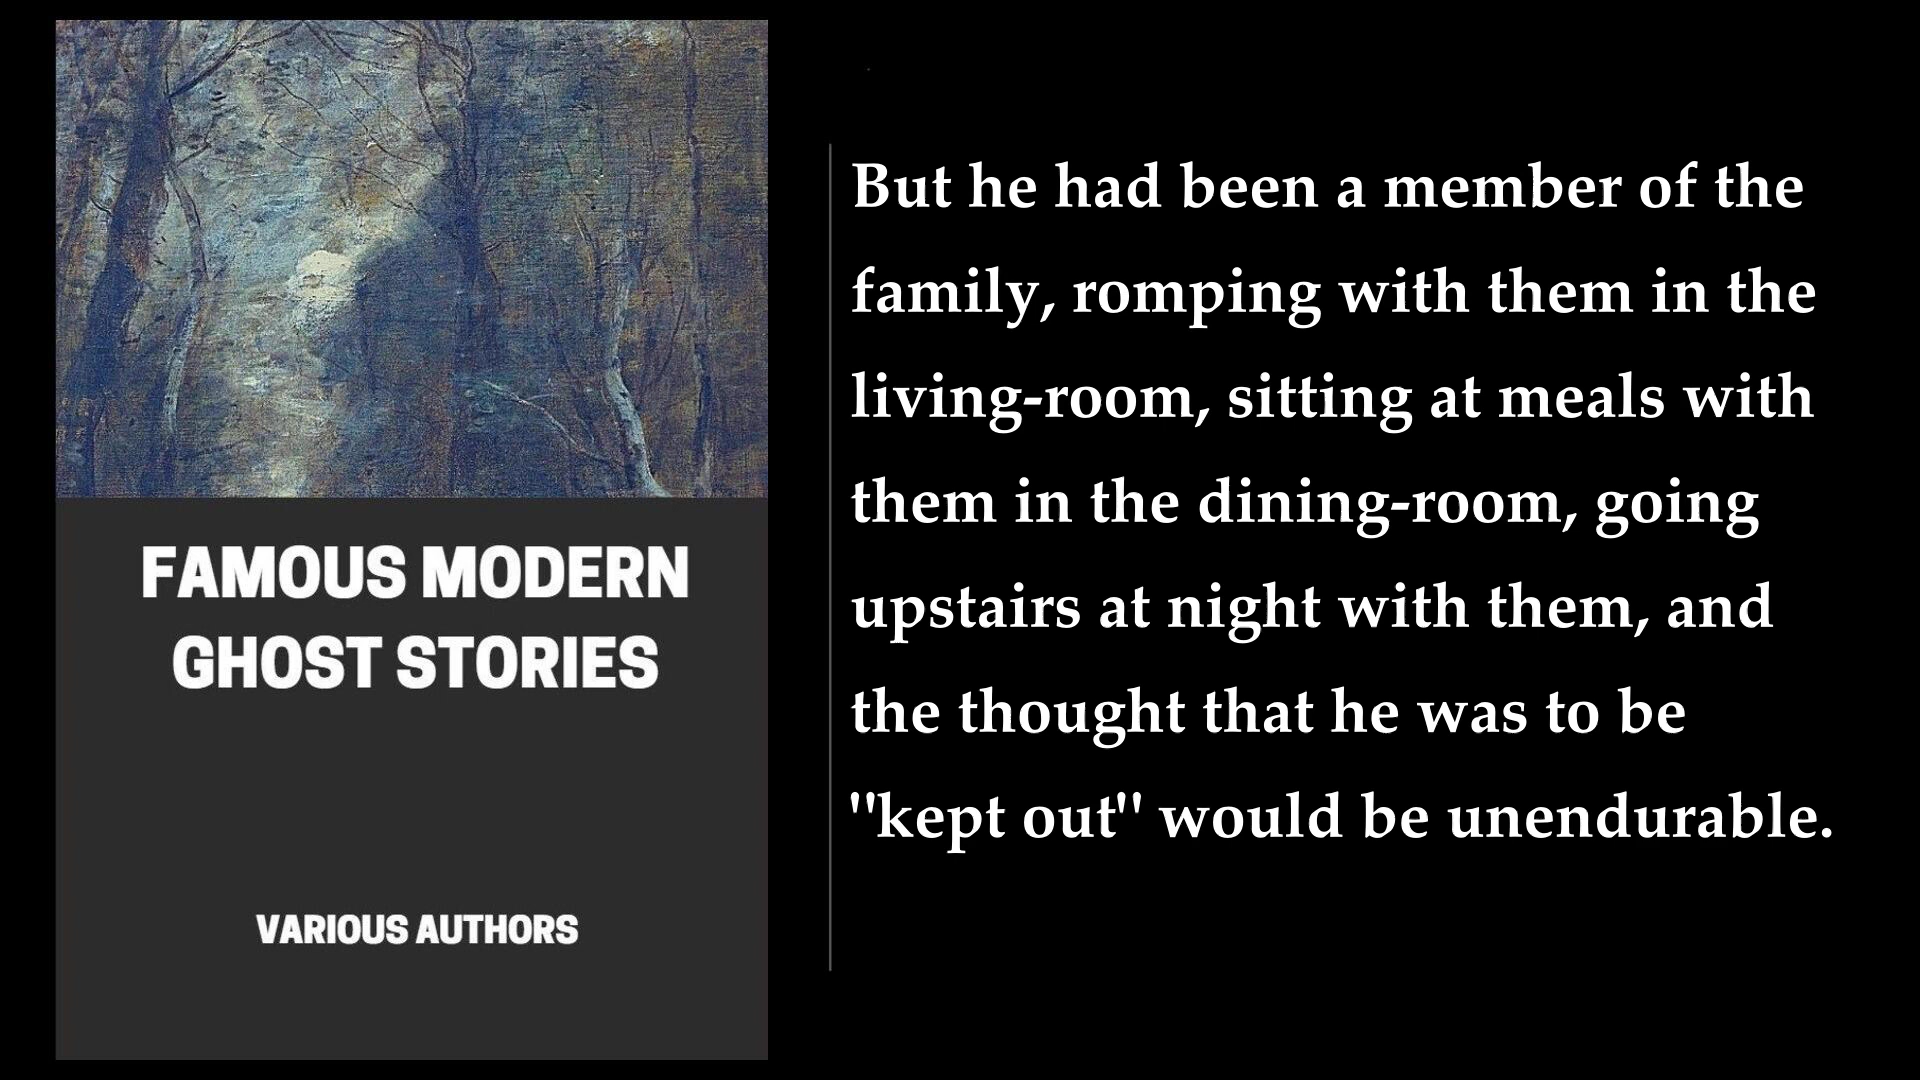 FAMOUS MODERN
GHOST STORIES
VARIOUS AUTHORS
But he had been a member of the
family, romping with them in the
living-room, sitting at meals with
them in the dining-room, going
upstairs at night with them, and
the thought that he was to be
"kept out" would be unendurable.